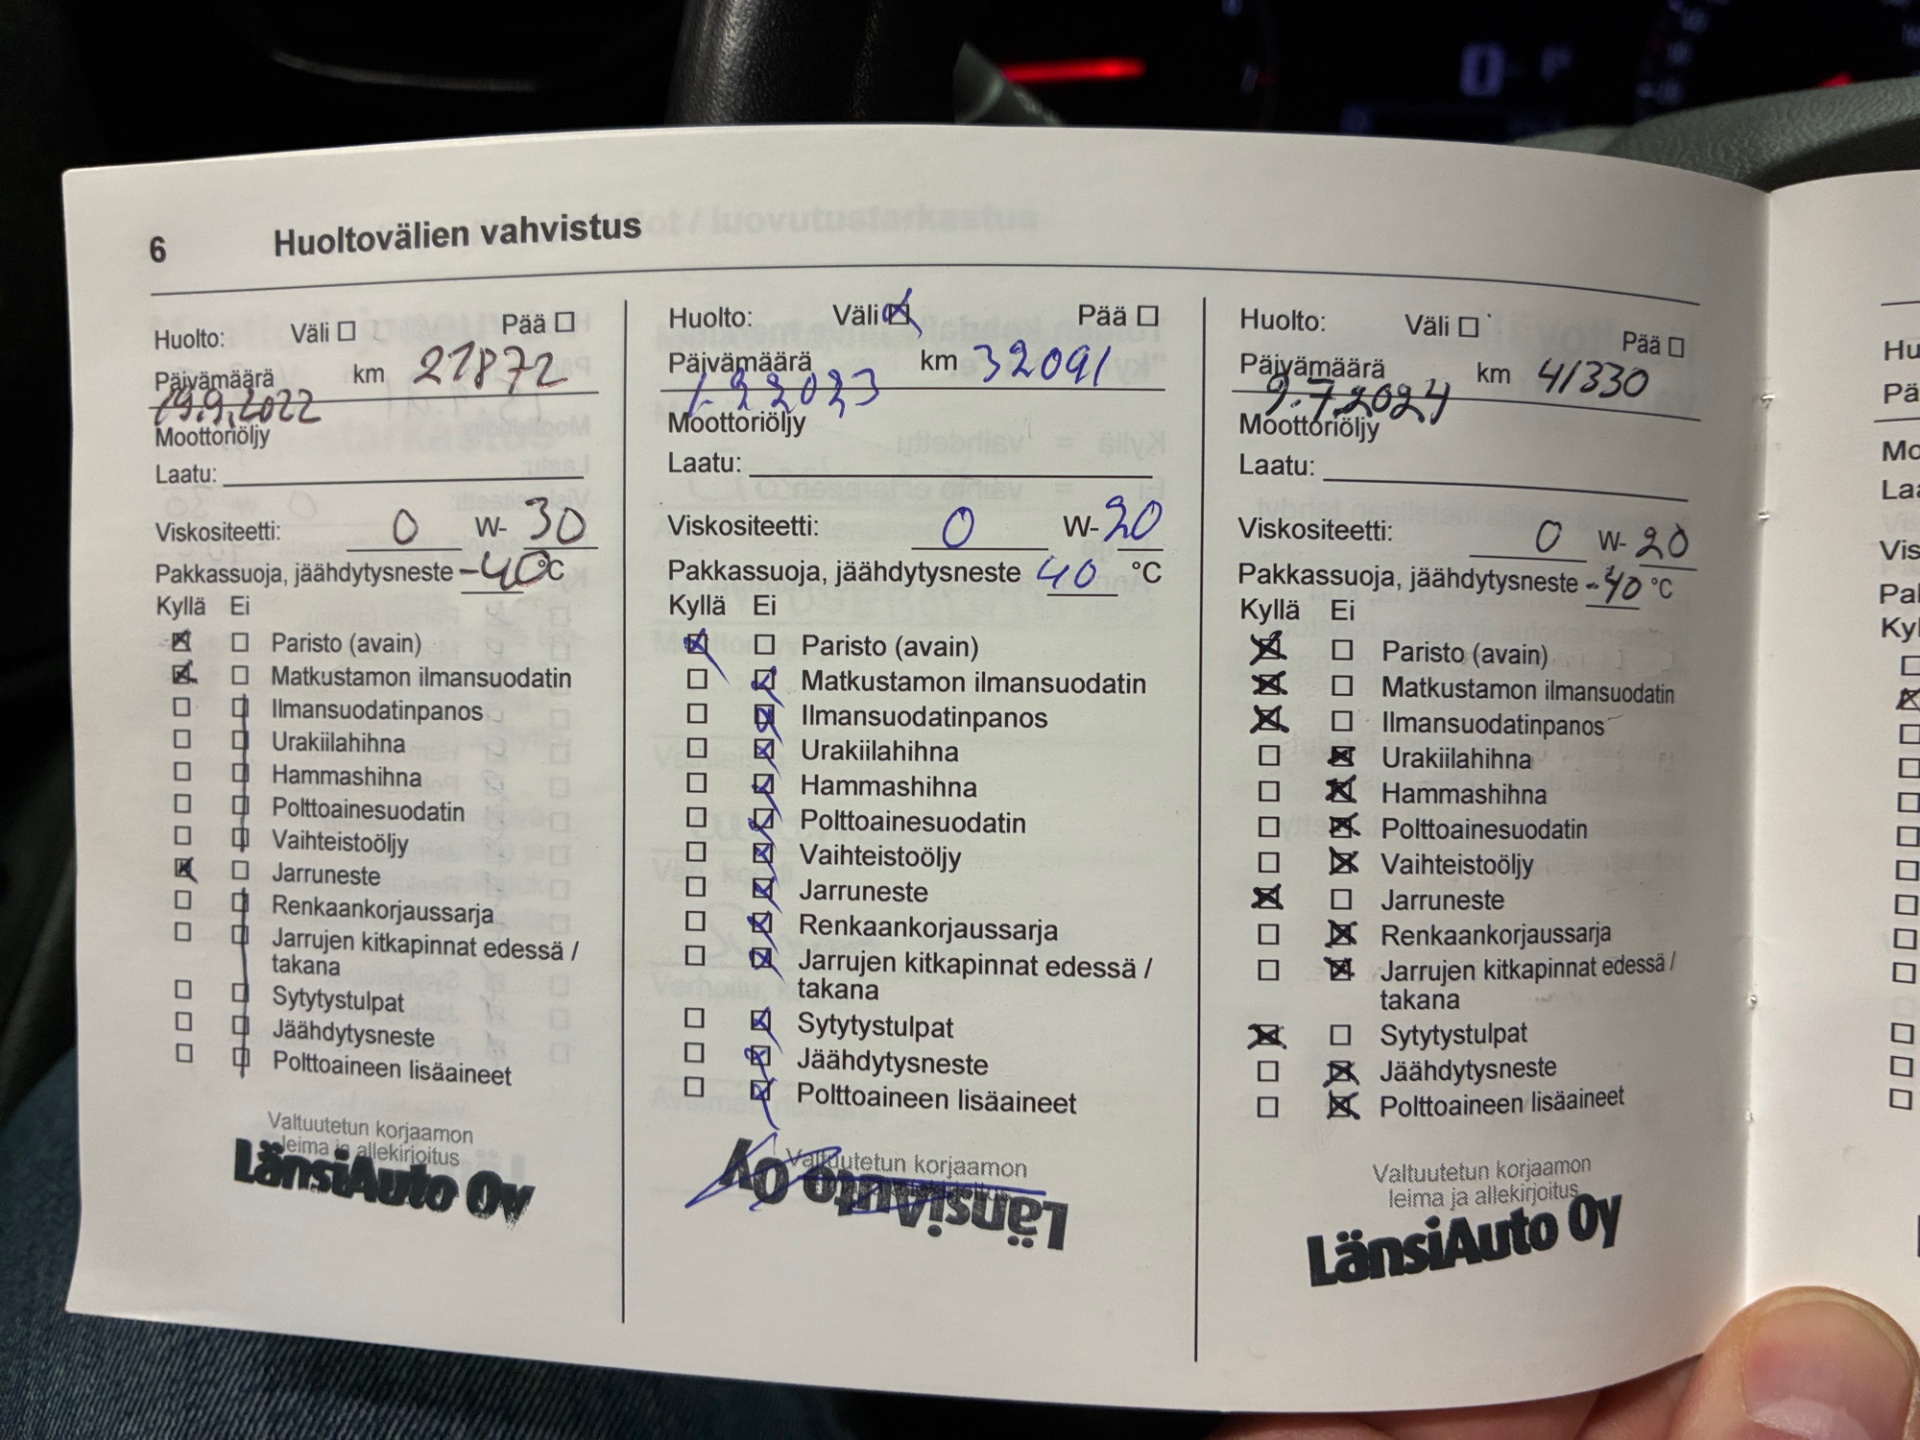 6 Huoltovälien vahvistus
Huolto: Väli Pää
Päivämäärä km 21872
19.9.2022
Moottoriöljy
Laatu:
Viskositeetti: 0 W- 30
Pakkassuoja, jäähdytysneste -40 °C
Kyllä Ei
Paristo (avain)
Matkustamon ilmansuodatin
Ilmansuodatinpanos
Urakiilahihna
Hammashihna
Polttoainesuodatin
Vaihteistoöljy
Jarruneste
Renkaankorjaussarja
Jarrujen kitkapinnat edessä /
takana
Sytytystulpat
Jäähdytysneste
Polttoaineen lisäaineet
Valtuutetun korjaamon
leima ja allekirjoitus
LänsiAuto Oy
Huolto: Väli Pää
Päivämäärä km 32091
Moottoriöljy
Laatu:
Viskositeetti: 0 W- 20
Pakkassuoja, jäähdytysneste 40 °C
Kyllä Ei
Paristo (avain)
Matkustamon ilmansuodatin
Ilmansuodatinpanos
Urakiilahihna
Hammashihna
Polttoainesuodatin
Vaihteistoöljy
Jarruneste
Renkaankorjaussarja
Jarrujen kitkapinnat edessä /
takana
Sytytystulpat
Jäähdytysneste
Polttoaineen lisäaineet
Valtuutetun korjaamon
LänsiAuto Oy
Huolto: Väli Pää
Päivämäärä km 41330
9.7.2024
Moottoriöljy
Laatu:
Viskositeetti: 0 W- 20
Pakkassuoja, jäähdytysneste -40 °C
Kyllä Ei
Paristo (avain)
Matkustamon ilmansuodatin
Ilmansuodatinpanos
Urakiilahihna
Hammashihna
Polttoainesuodatin
Vaihteistoöljy
Jarruneste
Renkaankorjaussarja
Jarrujen kitkapinnat edessä /
takana
Sytytystulpat
Jäähdytysneste
Polttoaineen lisäaineet
Valtuutetun korjaamon
leima ja allekirjoitus
LänsiAuto Oy